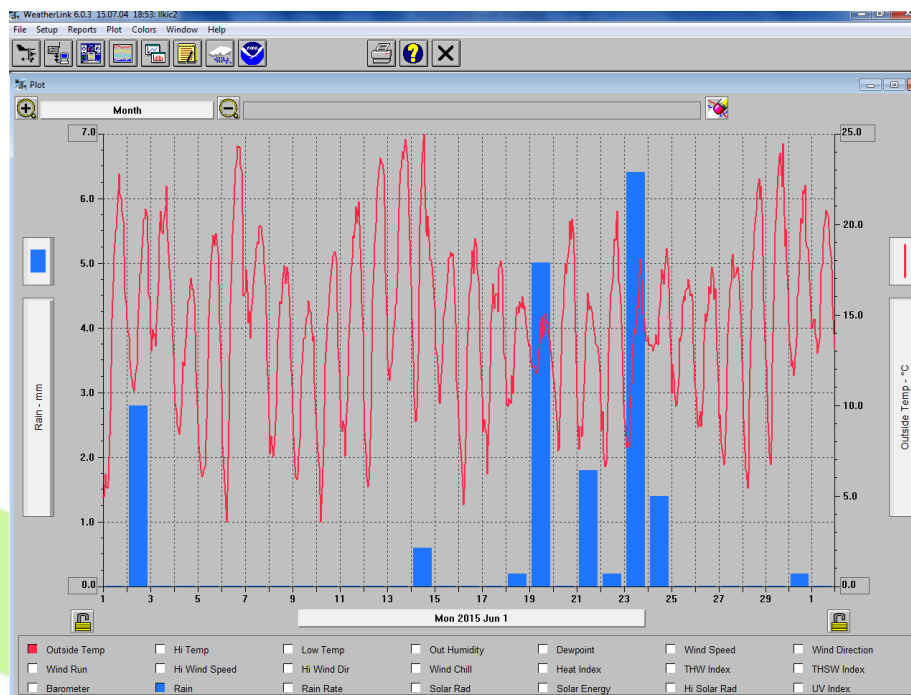 WeatherLink 6.0.3  15.07.04  18:53: llkic2
File Setup Reports Plot Colors Window Help
NOAA
Plot
Month
7.0
6.0
5.0
4.0
3.0
2.0
1.0
0.0
Rain - mm
25.0
20.0
15.0
10.0
5.0
0.0
Outside Temp - °C
1 3 5 7 9 11 13 15 17 19 21 23 25 27 29 1
Mon 2015 Jun 1
Outside Temp Hi Temp Low Temp Out Humidity Dewpoint Wind Speed Wind Direction
Wind Run Hi Wind Speed Hi Wind Dir Wind Chill Heat Index THW Index THSW Index
Barometer Rain Rain Rate Solar Rad Solar Energy Hi Solar Rad UV Index